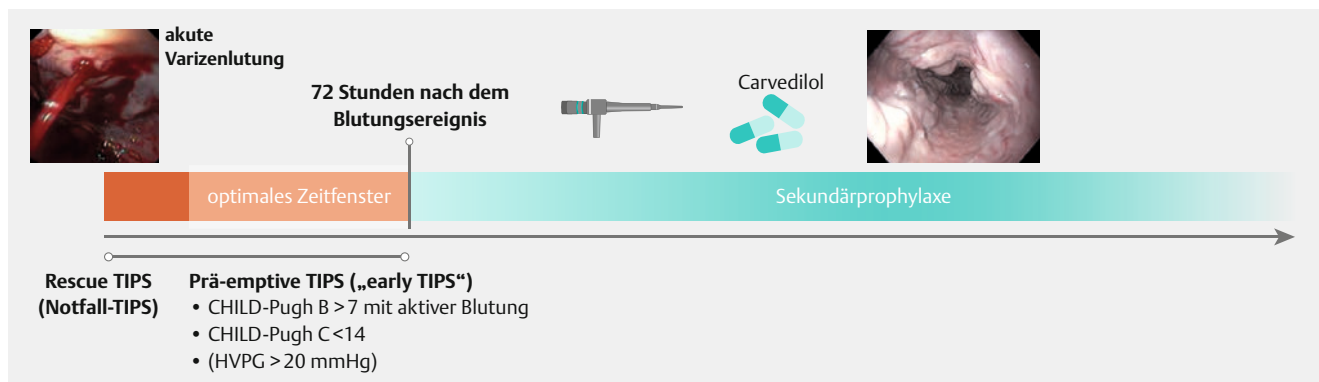 akute
Varizenlutung
72 Stunden nach dem
Blutungsereignis
Carvedilol
optimales Zeitfenster
Sekundärprophylaxe
Rescue TIPS
(Notfall-TIPS)
Prä-emptive TIPS („early TIPS“)
• CHILD-Pugh B >7 mit aktiver Blutung
• CHILD-Pugh C <14
• (HVPG >20 mmHg)